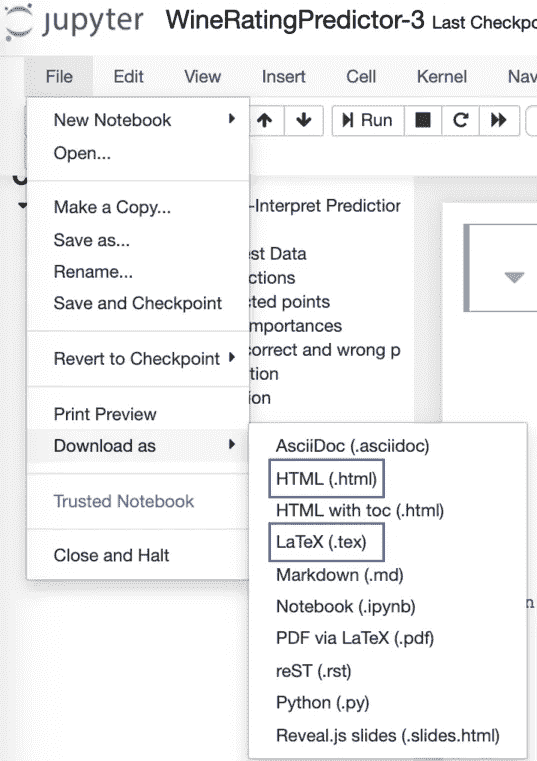 jupyter WineRatingPredictor-3 Last Checkpo
File Edit View Insert Cell Kernel Nav
New Notebook
Run
Open...
Make a Copy...
-Interpret Prediction
Save as...
est Data
Rename...
ctions
Save and Checkpoint
cted points
mportances
Revert to Checkpoint
correct and wrong p
tion
ion
Print Preview
Download as
Trusted Notebook
Close and Halt
AsciiDoc (.asciidoc)
HTML (.html)
HTML with toc (.html)
LaTeX (.tex)
Markdown (.md)
Notebook (.ipynb)
PDF via LaTeX (.pdf)
reST (.rst)
Python (.py)
Reveal.js slides (.slides.html)
n